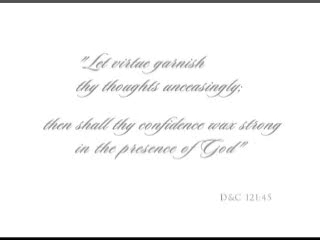 "Let virtue garnish
thy thoughts unceasingly;
then shall thy confidence wax strong
in the presence of God"
D&C 121:45